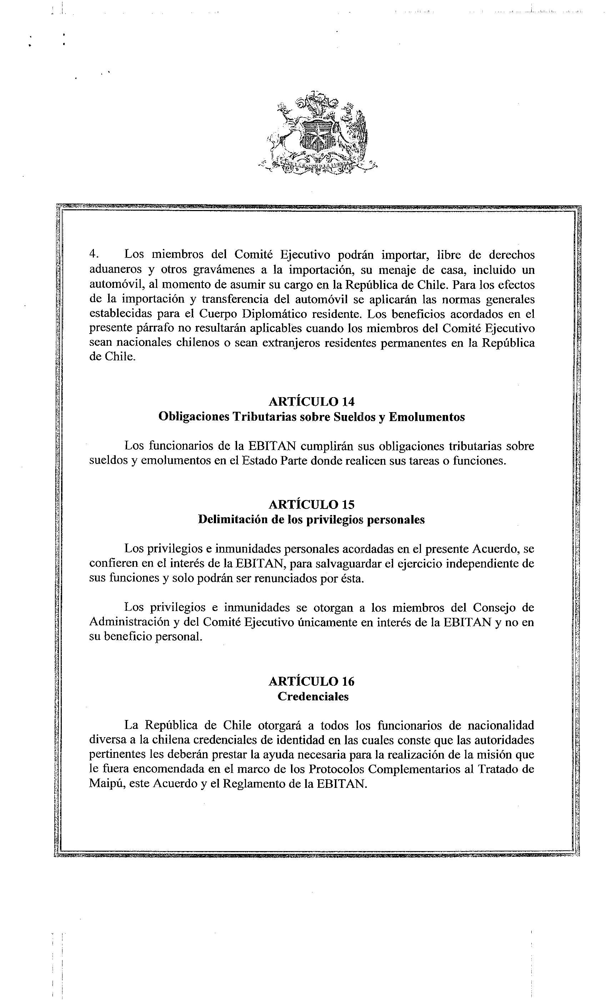 4. Los miembros del Comité Ejecutivo podrán importar, libre de derechos
aduaneros y otros gravámenes a la importación, su menaje de casa, incluido un
automóvil, al momento de asumir su cargo en la República de Chile. Para los efectos
de la importación y transferencia del automóvil se aplicarán las normas generales
establecidas para el Cuerpo Diplomático residente. Los beneficios acordados en el
presente párrafo no resultarán aplicables cuando los miembros del Comité Ejecutivo
sean nacionales chilenos o sean extranjeros residentes permanentes en la República
de Chile.
ARTÍCULO 14
Obligaciones Tributarias sobre Sueldos y Emolumentos
Los funcionarios de la EBITAN cumplirán sus obligaciones tributarias sobre
sueldos y emolumentos en el Estado Parte donde realicen sus tareas o funciones.
ARTÍCULO 15
Delimitación de los privilegios personales
Los privilegios e inmunidades personales acordadas en el presente Acuerdo, se
confieren en el interés de la EBITAN, para salvaguardar el ejercicio independiente de
sus funciones y solo podrán ser renunciados por ésta.
Los privilegios e inmunidades se otorgan a los miembros del Consejo de
Administración y del Comité Ejecutivo únicamente en interés de la EBITAN y no en
su beneficio personal.
ARTÍCULO 16
Credenciales
La República de Chile otorgará a todos los funcionarios de nacionalidad
diversa a la chilena credenciales de identidad en las cuales conste que las autoridades
pertinentes les deberán prestar la ayuda necesaria para la realización de la misión que
le fuera encomendada en el marco de los Protocolos Complementarios al Tratado de
Maipú, este Acuerdo y el Reglamento de la EBITAN.